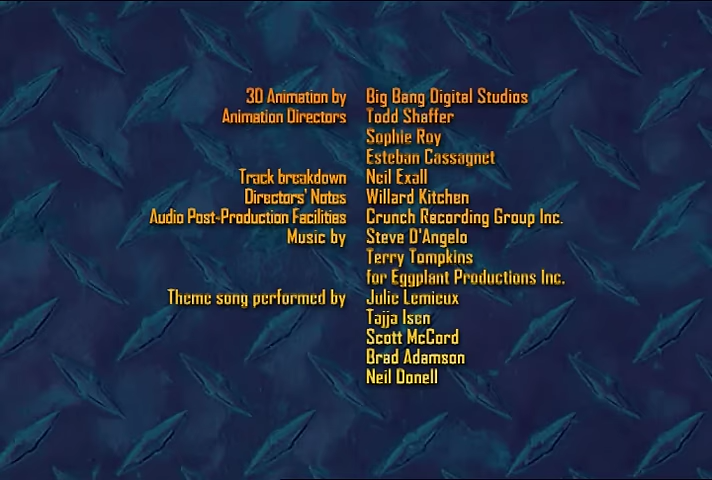 3D Animation by Big Bang Digital Studios
Animation Directors Todd Shaffer
Sophie Roy
Esteban Cassagnet
Track breakdown Neil Exall
Directors' Notes Willard Kitchen
Audio Post-Production Facilities Crunch Recording Group Inc.
Music by Steve D'Angelo
Terry Tompkins
for Eggplant Productions Inc.
Theme song performed by Julie Lemieux
Tajja Isen
Scott McCord
Brad Adamson
Neil Donell